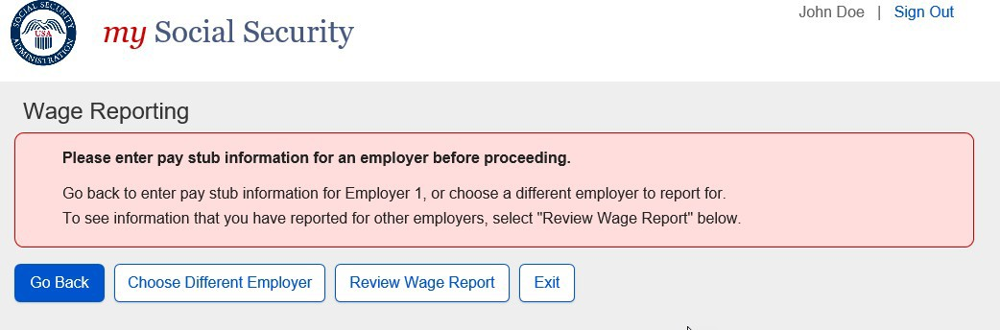 SOCIAL SECURITY ADMINISTRATION
USA
my Social Security
John Doe | Sign Out
Wage Reporting
Please enter pay stub information for an employer before proceeding.
Go back to enter pay stub information for Employer 1, or choose a different employer to report for.
To see information that you have reported for other employers, select "Review Wage Report" below.
Go Back
Choose Different Employer
Review Wage Report
Exit